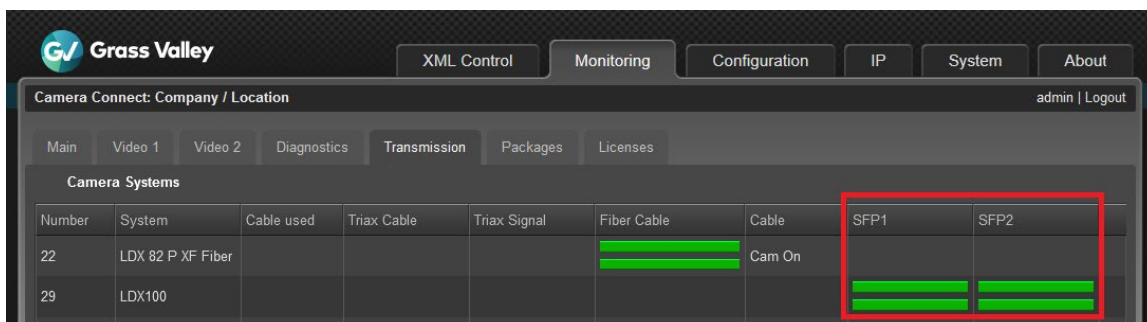 GV Grass Valley
XML Control Monitoring Configuration IP System About
Camera Connect: Company / Location admin | Logout
Main Video 1 Video 2 Diagnostics Transmission Packages Licenses
Camera Systems
Number System Cable used Triax Cable Triax Signal Fiber Cable Cable SFP1 SFP2
22 LDX 82 P XF Fiber Cam On
29 LDX100